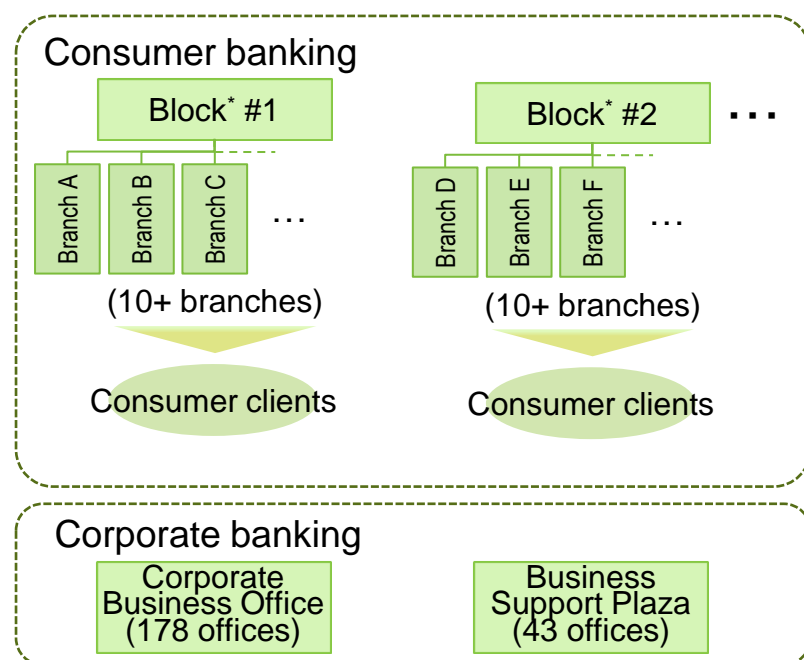 Consumer banking
Block* #1
Block* #2
...
Branch A
Branch B
Branch C
...
Branch D
Branch E
Branch F
...
(10+ branches)
(10+ branches)
Consumer clients
Consumer clients
Corporate banking
Corporate
Business Office
(178 offices)
Business
Support Plaza
(43 offices)